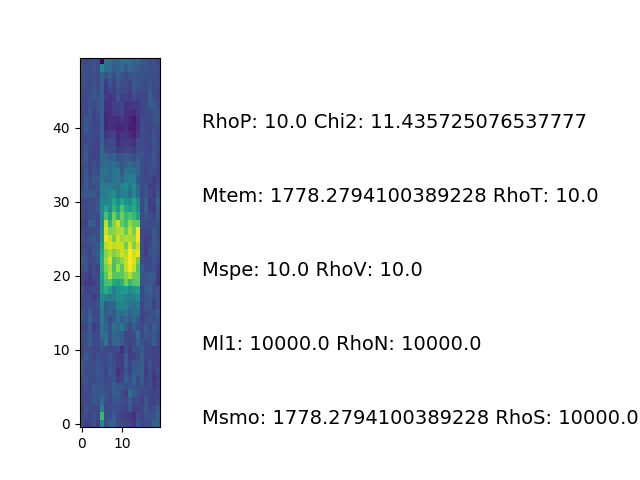 RhoP: 10.0 Chi2: 11.435725076537777
40
Mtem: 1778.2794100389228 RhoT: 10.0
30
Mspe: 10.0 RhoV: 10.0
20
Ml1: 10000.0 RhoN: 10000.0
10
Msmo: 1778.2794100389228 RhoS: 10000.0
0
0 10